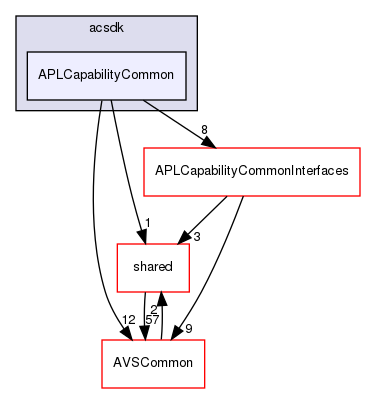 acsdk
APLCapabilityCommon
8
APLCapabilityCommonInterfaces
1
3
shared
2
12
57
9
AVSCommon